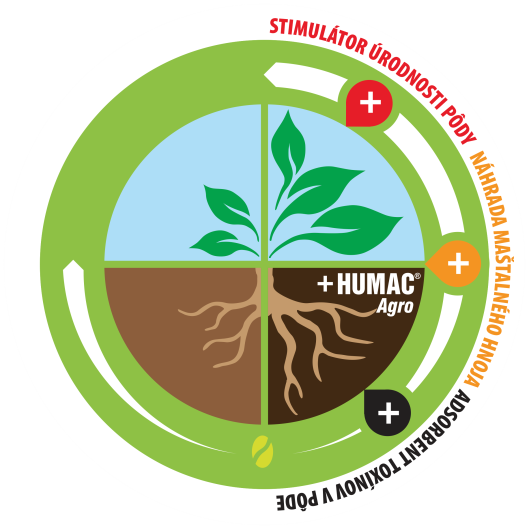 STIMULÁTOR ÚRODNOSTI PÔDY
NÁHRADA MAŠTALNÉHO HNOJA
ADSORBENT TOXÍNOV V PÔDE
+HUMAC®
Agro